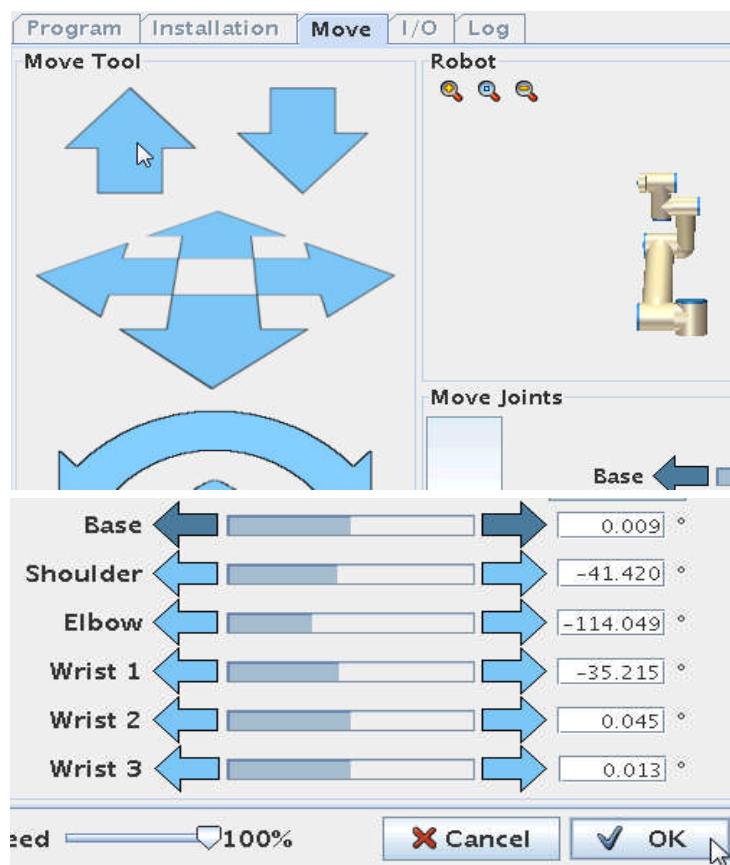 Program Installation Move I/O Log
Move Tool
Robot
Move Joints
Base
Base 0.009 °
Shoulder -41.420 °
Elbow -114.049 °
Wrist 1 -35.215 °
Wrist 2 0.045 °
Wrist 3 0.013 °
eed 100% Cancel OK